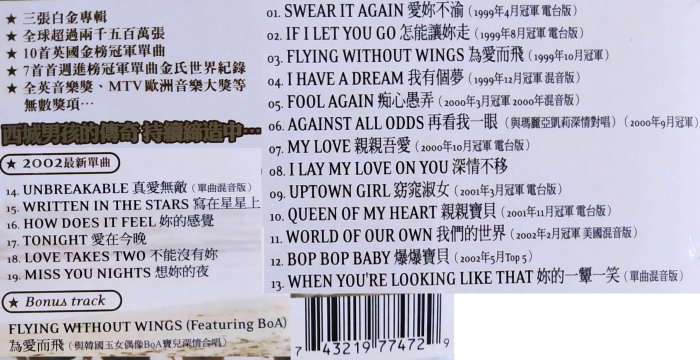 ★ 三張白金專輯
★ 全球超過兩千五百萬張
★ 10首英國金榜冠軍單曲
★ 7首首週進榜冠軍單曲金氏世界紀錄
★ 全英音樂獎、MTV歐洲音樂大獎等
無數獎項…
西城男孩的傳奇 持續締造中…
★ 2002最新單曲
14. UNBREAKABLE 真愛無敵（單曲混音版）
15. WRITTEN IN THE STARS 寫在星星上
16. HOW DOES IT FEEL 妳的感覺
17. TONIGHT 愛在今晚
18. LOVE TAKES TWO 不能沒有妳
19. MISS YOU NIGHTS 想妳的夜
★ Bonus track
FLYING WITHOUT WINGS (Featuring BoA)
為愛而飛（與韓國玉女偶像BoA寶兒深情合唱）
01. SWEAR IT AGAIN 愛妳不渝（1999年4月冠軍 電台版）
02. IF I LET YOU GO 怎能讓妳走（1999年8月冠軍 電台版）
03. FLYING WITHOUT WINGS 為愛而飛（1999年10月冠軍）
04. I HAVE A DREAM 我有個夢（1999年12月冠軍 混音版）
05. FOOL AGAIN 痴心愚弄（2000年3月冠軍 2000年混音版）
06. AGAINST ALL ODDS 再看我一眼（與瑪麗亞凱莉深情對唱）（2000年9月冠軍）
07. MY LOVE 親親吾愛（2000年10月冠軍 電台版）
08. I LAY MY LOVE ON YOU 深情不移
09. UPTOWN GIRL 窈窕淑女（2001年3月冠軍 電台版）
10. QUEEN OF MY HEART 親親寶貝（2001年11月冠軍 電台版）
11. WORLD OF OUR OWN 我們的世界（2002年2月冠軍 美國混音版）
12. BOP BOP BABY 爆爆寶貝（2002年5月Top 5）
13. WHEN YOU'RE LOOKING LIKE THAT 妳的一顰一笑（單曲混音版）
7 43219 77472 9